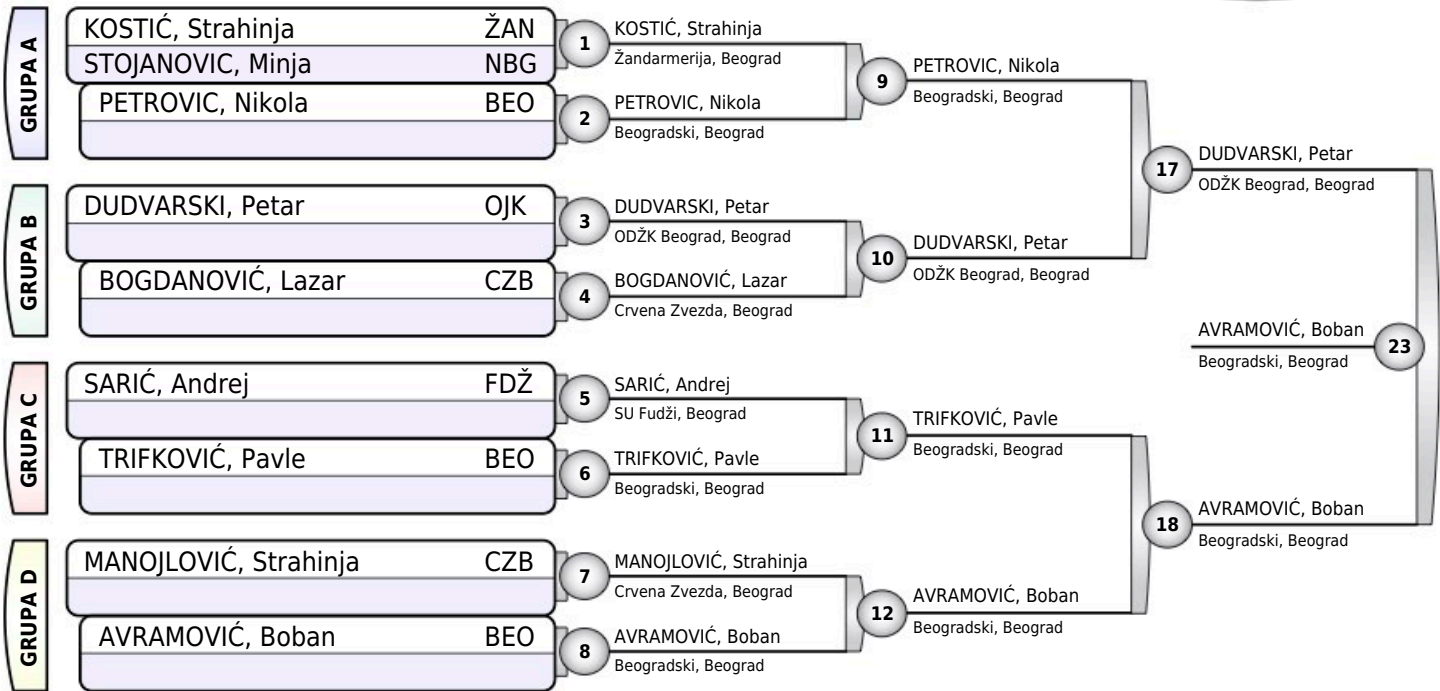 GRUPA A
KOSTIĆ, Strahinja ŽAN
STOJANOVIC, Minja NBG
PETROVIC, Nikola BEO
1
KOSTIĆ, Strahinja
Žandarmerija, Beograd
2
PETROVIC, Nikola
Beogradski, Beograd
9
PETROVIC, Nikola
Beogradski, Beograd
GRUPA B
DUDVARSKI, Petar OJK
BOGDANOVIĆ, Lazar CZB
3
DUDVARSKI, Petar
ODŽK Beograd, Beograd
4
BOGDANOVIĆ, Lazar
Crvena Zvezda, Beograd
10
DUDVARSKI, Petar
ODŽK Beograd, Beograd
17
DUDVARSKI, Petar
ODŽK Beograd, Beograd
GRUPA C
SARIĆ, Andrej FDŽ
TRIFKOVIĆ, Pavle BEO
5
SARIĆ, Andrej
SU Fudži, Beograd
6
TRIFKOVIĆ, Pavle
Beogradski, Beograd
11
TRIFKOVIĆ, Pavle
Beogradski, Beograd
GRUPA D
MANOJLOVIĆ, Strahinja CZB
AVRAMOVIĆ, Boban BEO
7
MANOJLOVIĆ, Strahinja
Crvena Zvezda, Beograd
8
AVRAMOVIĆ, Boban
Beogradski, Beograd
12
AVRAMOVIĆ, Boban
Beogradski, Beograd
18
AVRAMOVIĆ, Boban
Beogradski, Beograd
AVRAMOVIĆ, Boban
Beogradski, Beograd
23